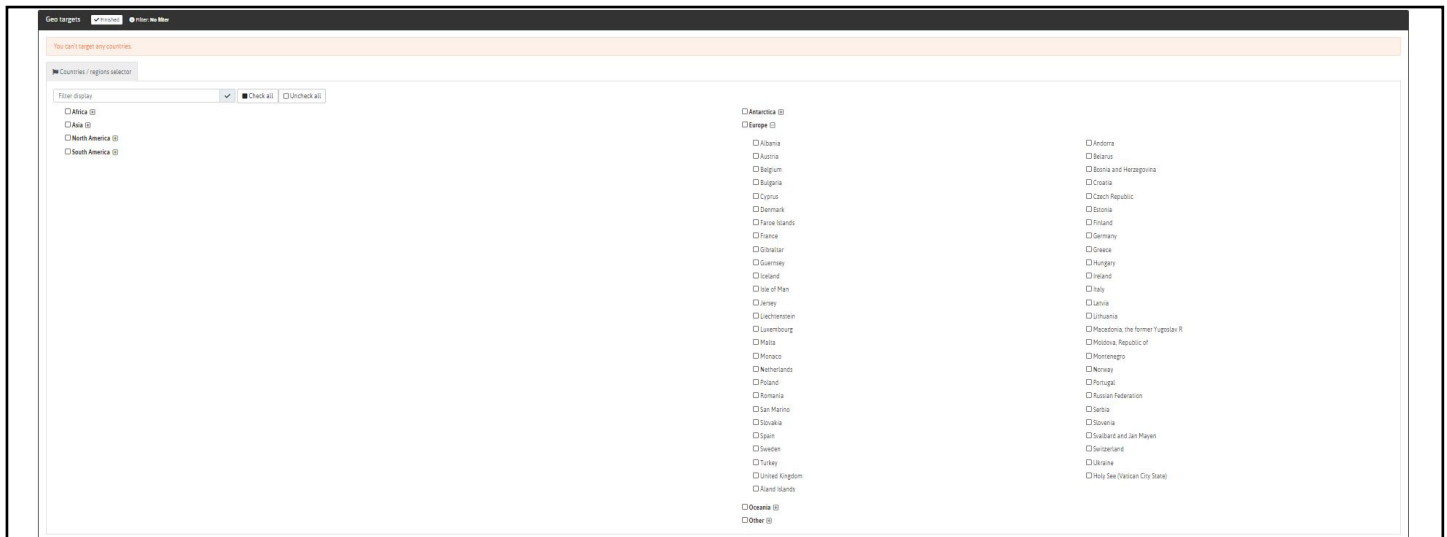 Geo targets Finished Filter: No filter
You can't target any countries.
Countries / regions selector
Filter display Check all Uncheck all
Africa
Asia
North America
South America
Antarctica
Europe
Albania Andorra
Austria Belarus
Belgium Bosnia and Herzegovina
Bulgaria Croatia
Cyprus Czech Republic
Denmark Estonia
Faroe Islands Finland
France Germany
Gibraltar Greece
Guernsey Hungary
Iceland Ireland
Isle of Man Italy
Jersey Latvia
Liechtenstein Lithuania
Luxembourg Macedonia, the former Yugoslav R
Malta Moldova, Republic of
Monaco Montenegro
Netherlands Norway
Poland Portugal
Romania Russian Federation
San Marino Serbia
Slovakia Slovenia
Spain Svalbard and Jan Mayen
Sweden Switzerland
Turkey Ukraine
United Kingdom Holy See (Vatican City State)
Åland Islands
Oceania
Other